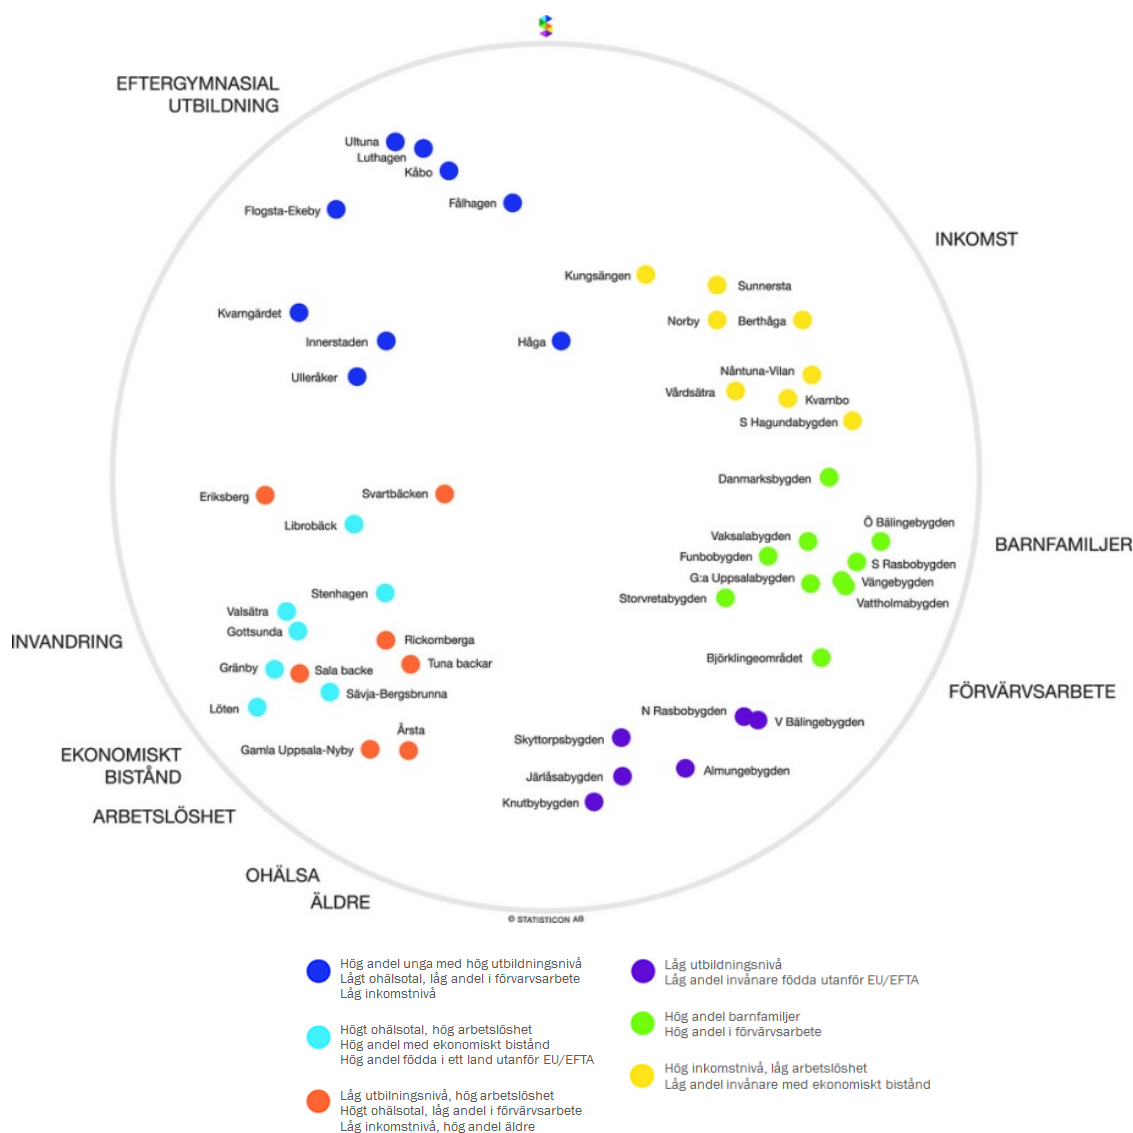 EFTERGYMNASIAL
UTBILDNING
Ultuna
Luthagen
Kåbo
Fålhagen
Flogsta-Ekeby
INKOMST
Kungsängen
Sunnersta
Kvarngärdet
Norby
Berthåga
Innerstaden
Håga
Ulleråker
Nåntuna-Vilan
Vårdsätra
Kvarnbo
S Hagundabygden
Danmarksbygden
Eriksberg
Svartbäcken
Librobäck
Ö Bälingebygden
Vaksalabygden
BARNFAMILJER
Funbobygden
S Rasbobygden
G:a Uppsalabygden
Vängebygden
Stenhagen
Storvretabygden
Vattholmabygden
Valsätra
Gottsunda
INVANDRING
Rickomberga
Björklingeområdet
Gränby
Sala backe
Tuna backar
Sävja-Bergsbrunna
FÖRVÄRVSARBETE
Löten
N Rasbobygden
V Bälingebygden
Årsta
Skyttorpsbygden
Gamla Uppsala-Nyby
EKONOMISKT
BISTÅND
Almungebygden
Järlåsabygden
Knutbybygden
ARBETSLÖSHET
OHÄLSA
ÄLDRE
© STATISTICON AB
Hög andel unga med hög utbildningsnivå
Lågt ohälsotal, låg andel i förvarvsarbete
Låg inkomstnivå
Högt ohälsotal, hög arbetslöshet
Hög andel med ekonomiskt bistånd
Hög andel födda i ett land utanför EU/EFTA
Låg utbilningsnivå, hög arbetslöshet
Högt ohälsotal, låg andel i förvärvsarbete
Låg inkomstnivå, hög andel äldre
Låg utbildningsnivå
Låg andel invånare födda utanför EU/EFTA
Hög andel barnfamiljer
Hög andel i förvärvsarbete
Hög inkomstnivå, låg arbetslöshet
Låg andel invånare med ekonomiskt bistånd